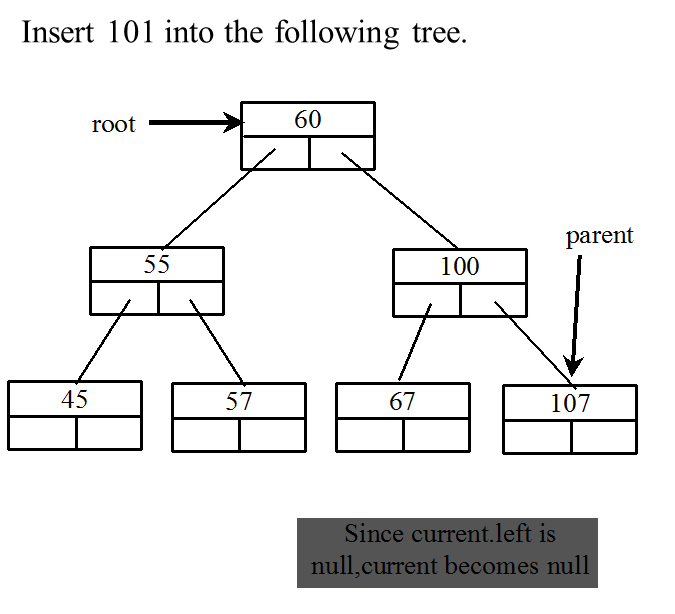 Insert 101 into the following tree.
root
60
parent
55
100
45
57
67
107
Since current.left is
null,current becomes null